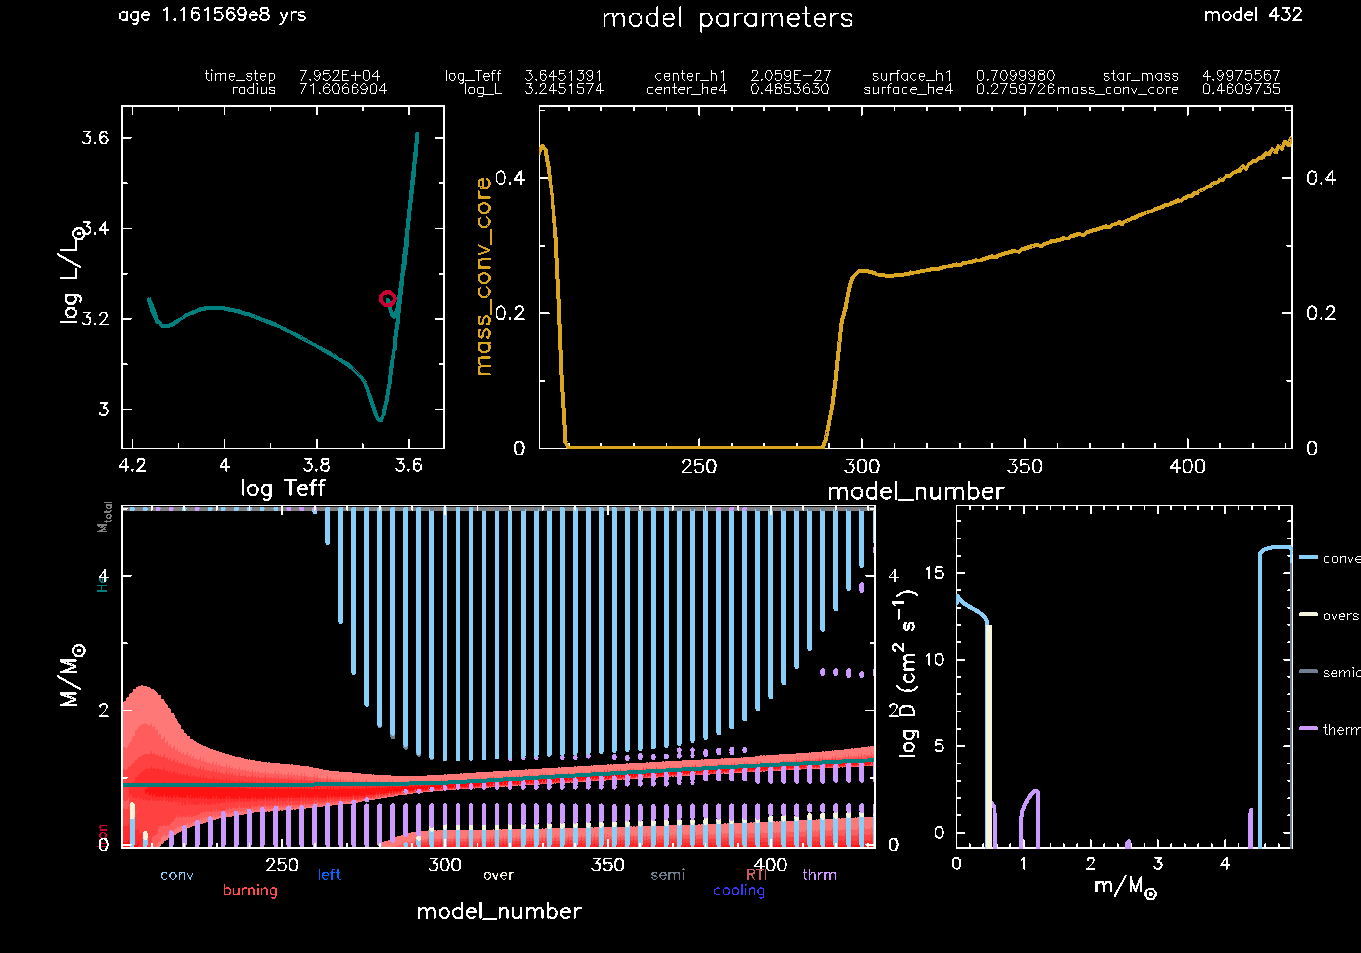 age 1.161569e8 yrs model parameters model 432
time_step 7.952E+04 log_Teff 3.6451391 center_h1 2.059E-27 surface_h1 0.7099980 star_mass 4.9975567
radius 71.6066904 log_L 3.2451574 center_he4 0.4853630 surface_he4 0.2759726 mass_conv_core 0.4609735
log L/L⊙
3.6
3.4
3.2
3
4.2 4 3.8 3.6
log Teff
mass_conv_core
0.4 0.4
0.2 0.2
0 0
250 300 350 400
model_number
M/M⊙
Mtotal
He
4 4
2 2
0 0
250 300 350 400
conv left over semi RTI thrm
burning cooling
model_number
log D (cm² s⁻¹)
15
10
5
0
0 1 2 3 4
m/M⊙
conve
overs
semic
therm